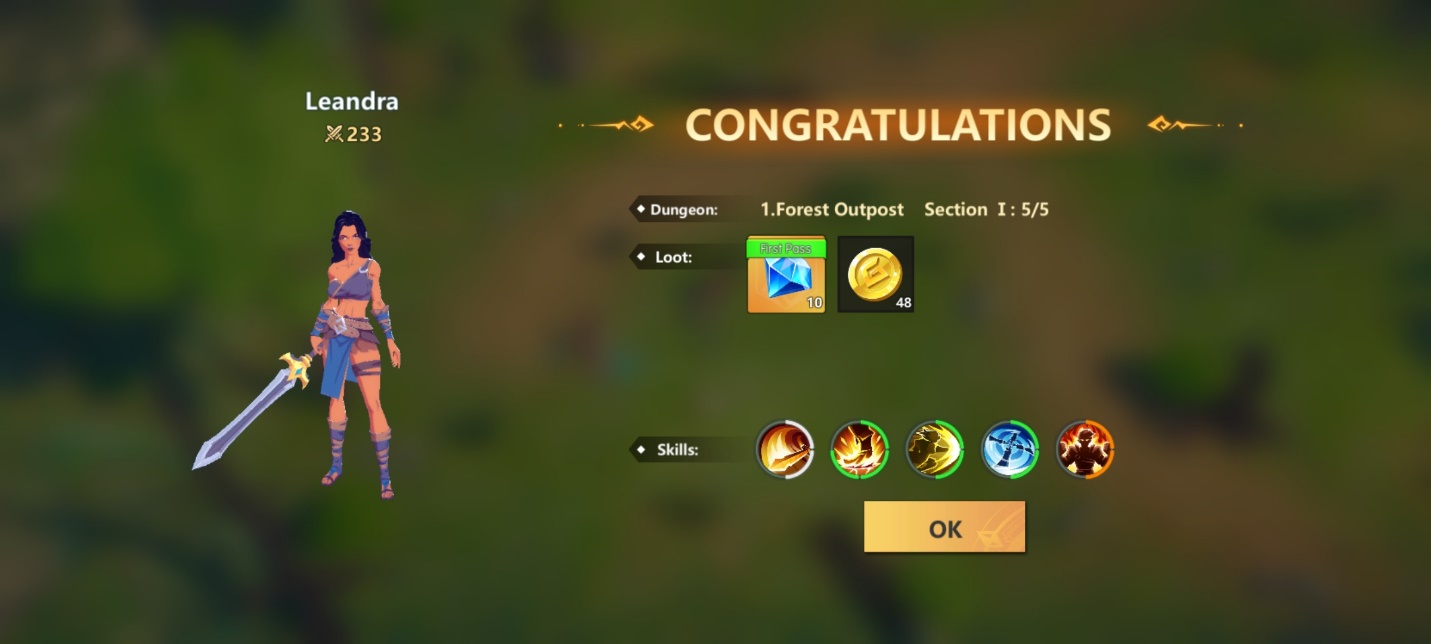 Leandra
233
CONGRATULATIONS
Dungeon: 1.Forest Outpost Section I : 5/5
Loot:
First Pass
10
48
Skills:
OK